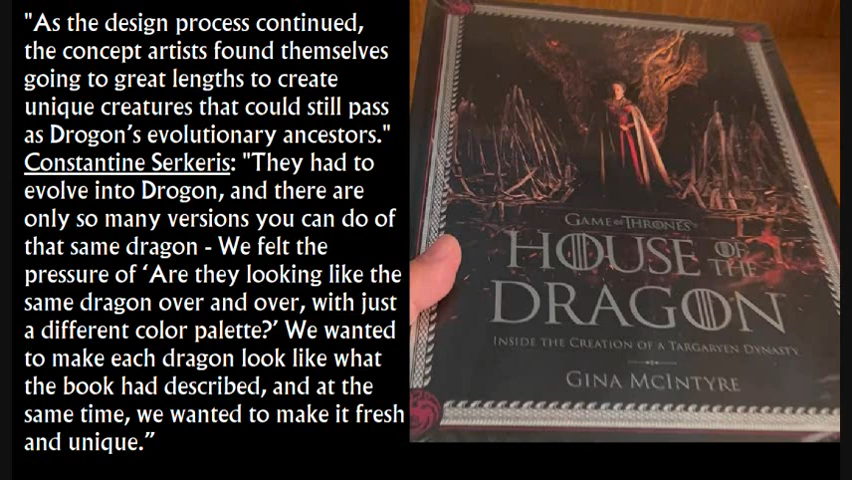 "As the design process continued,
the concept artists found themselves
going to great lengths to create
unique creatures that could still pass
as Drogon's evolutionary ancestors."
Constantine Serkeris: "They had to
evolve into Drogon, and there are
only so many versions you can do of
that same dragon - We felt the
pressure of ‘Are they looking like the
same dragon over and over, with just
a different color palette?’ We wanted
to make each dragon look like what
the book had described, and at the
same time, we wanted to make it fresh
and unique.”
GAME OF THRONES
HOUSE OF THE
DRAGON
INSIDE THE CREATION OF A TARGARYEN DYNASTY
GINA MCINTYRE